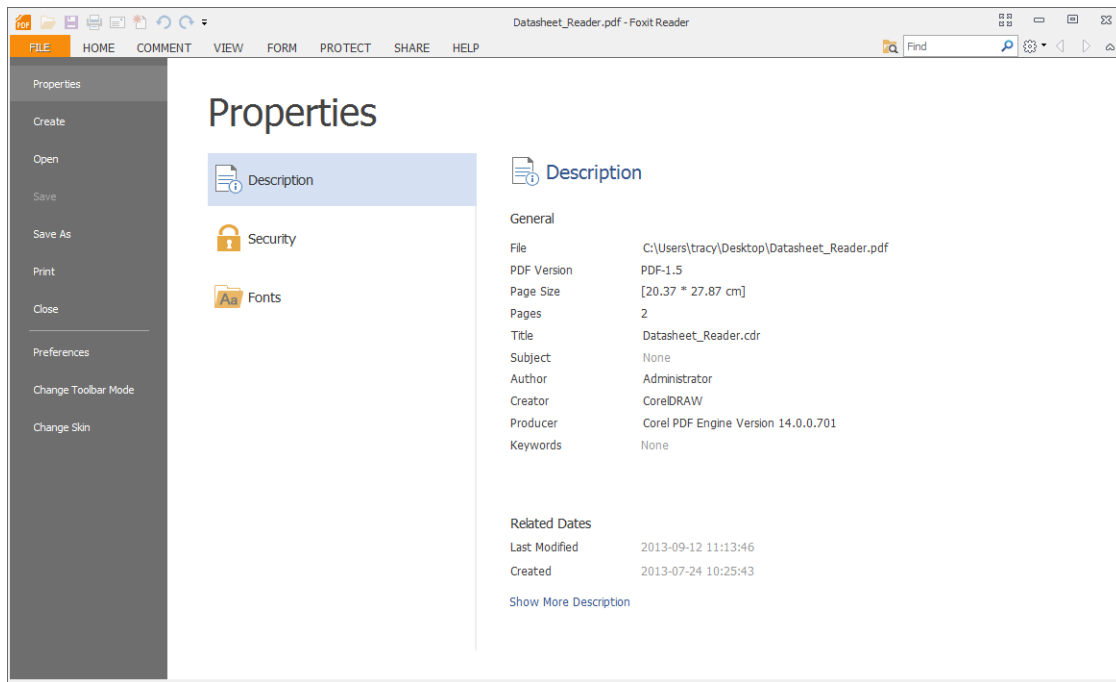 PDF
Datasheet_Reader.pdf - Foxit Reader
FILE HOME COMMENT VIEW FORM PROTECT SHARE HELP Find
Properties
Create
Open
Save
Save As
Print
Close
Preferences
Change Toolbar Mode
Change Skin
Properties
Description
Security
Aa Fonts
Description
General
File C:\Users\tracy\Desktop\Datasheet_Reader.pdf
PDF Version PDF-1.5
Page Size [20.37 * 27.87 cm]
Pages 2
Title Datasheet_Reader.cdr
Subject None
Author Administrator
Creator CorelDRAW
Producer Corel PDF Engine Version 14.0.0.701
Keywords None
Related Dates
Last Modified 2013-09-12 11:13:46
Created 2013-07-24 10:25:43
Show More Description